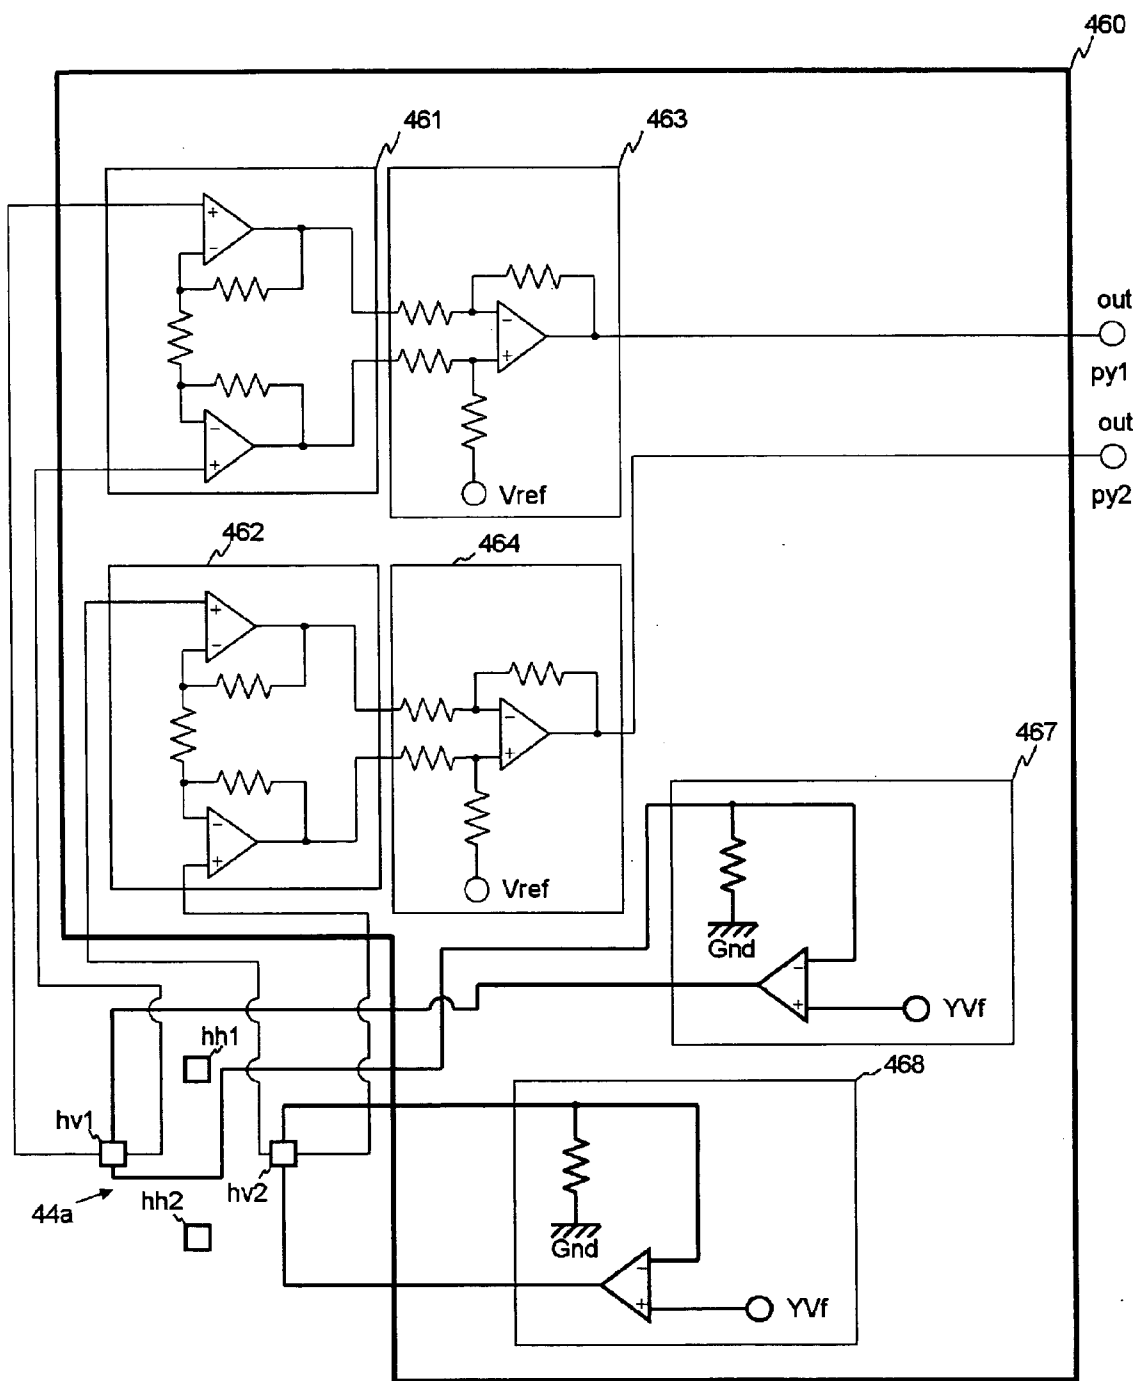 460
461
463
+
-
-
+
out
py1
out
py2
-
+
Vref
462
464
+
-
-
+
-
+
Vref
467
Gnd
-
+
YVf
hh1
468
hv1
hv2
44a
hh2
Gnd
-
+
YVf